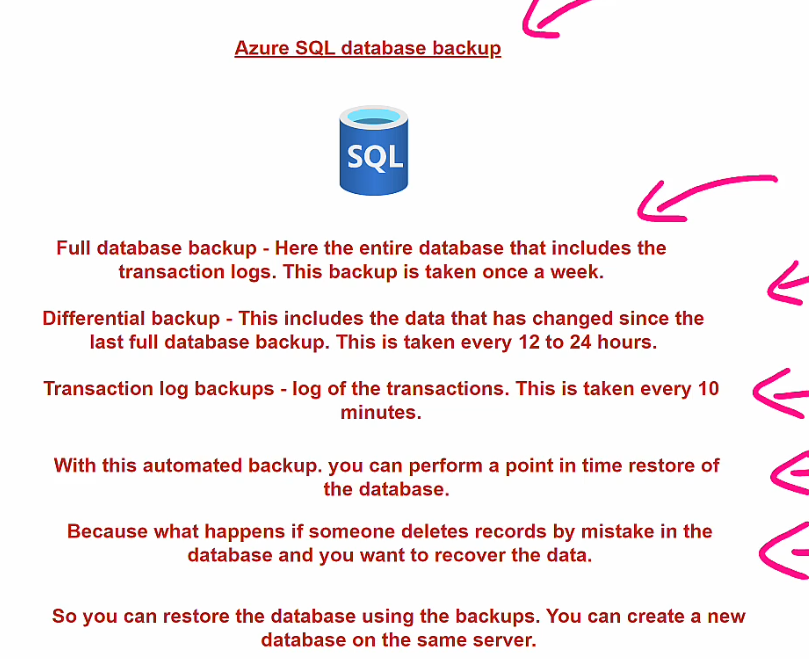 Azure SQL database backup
SQL
Full database backup - Here the entire database that includes the
transaction logs. This backup is taken once a week.
Differential backup - This includes the data that has changed since the
last full database backup. This is taken every 12 to 24 hours.
Transaction log backups - log of the transactions. This is taken every 10
minutes.
With this automated backup. you can perform a point in time restore of
the database.
Because what happens if someone deletes records by mistake in the
database and you want to recover the data.
So you can restore the database using the backups. You can create a new
database on the same server.